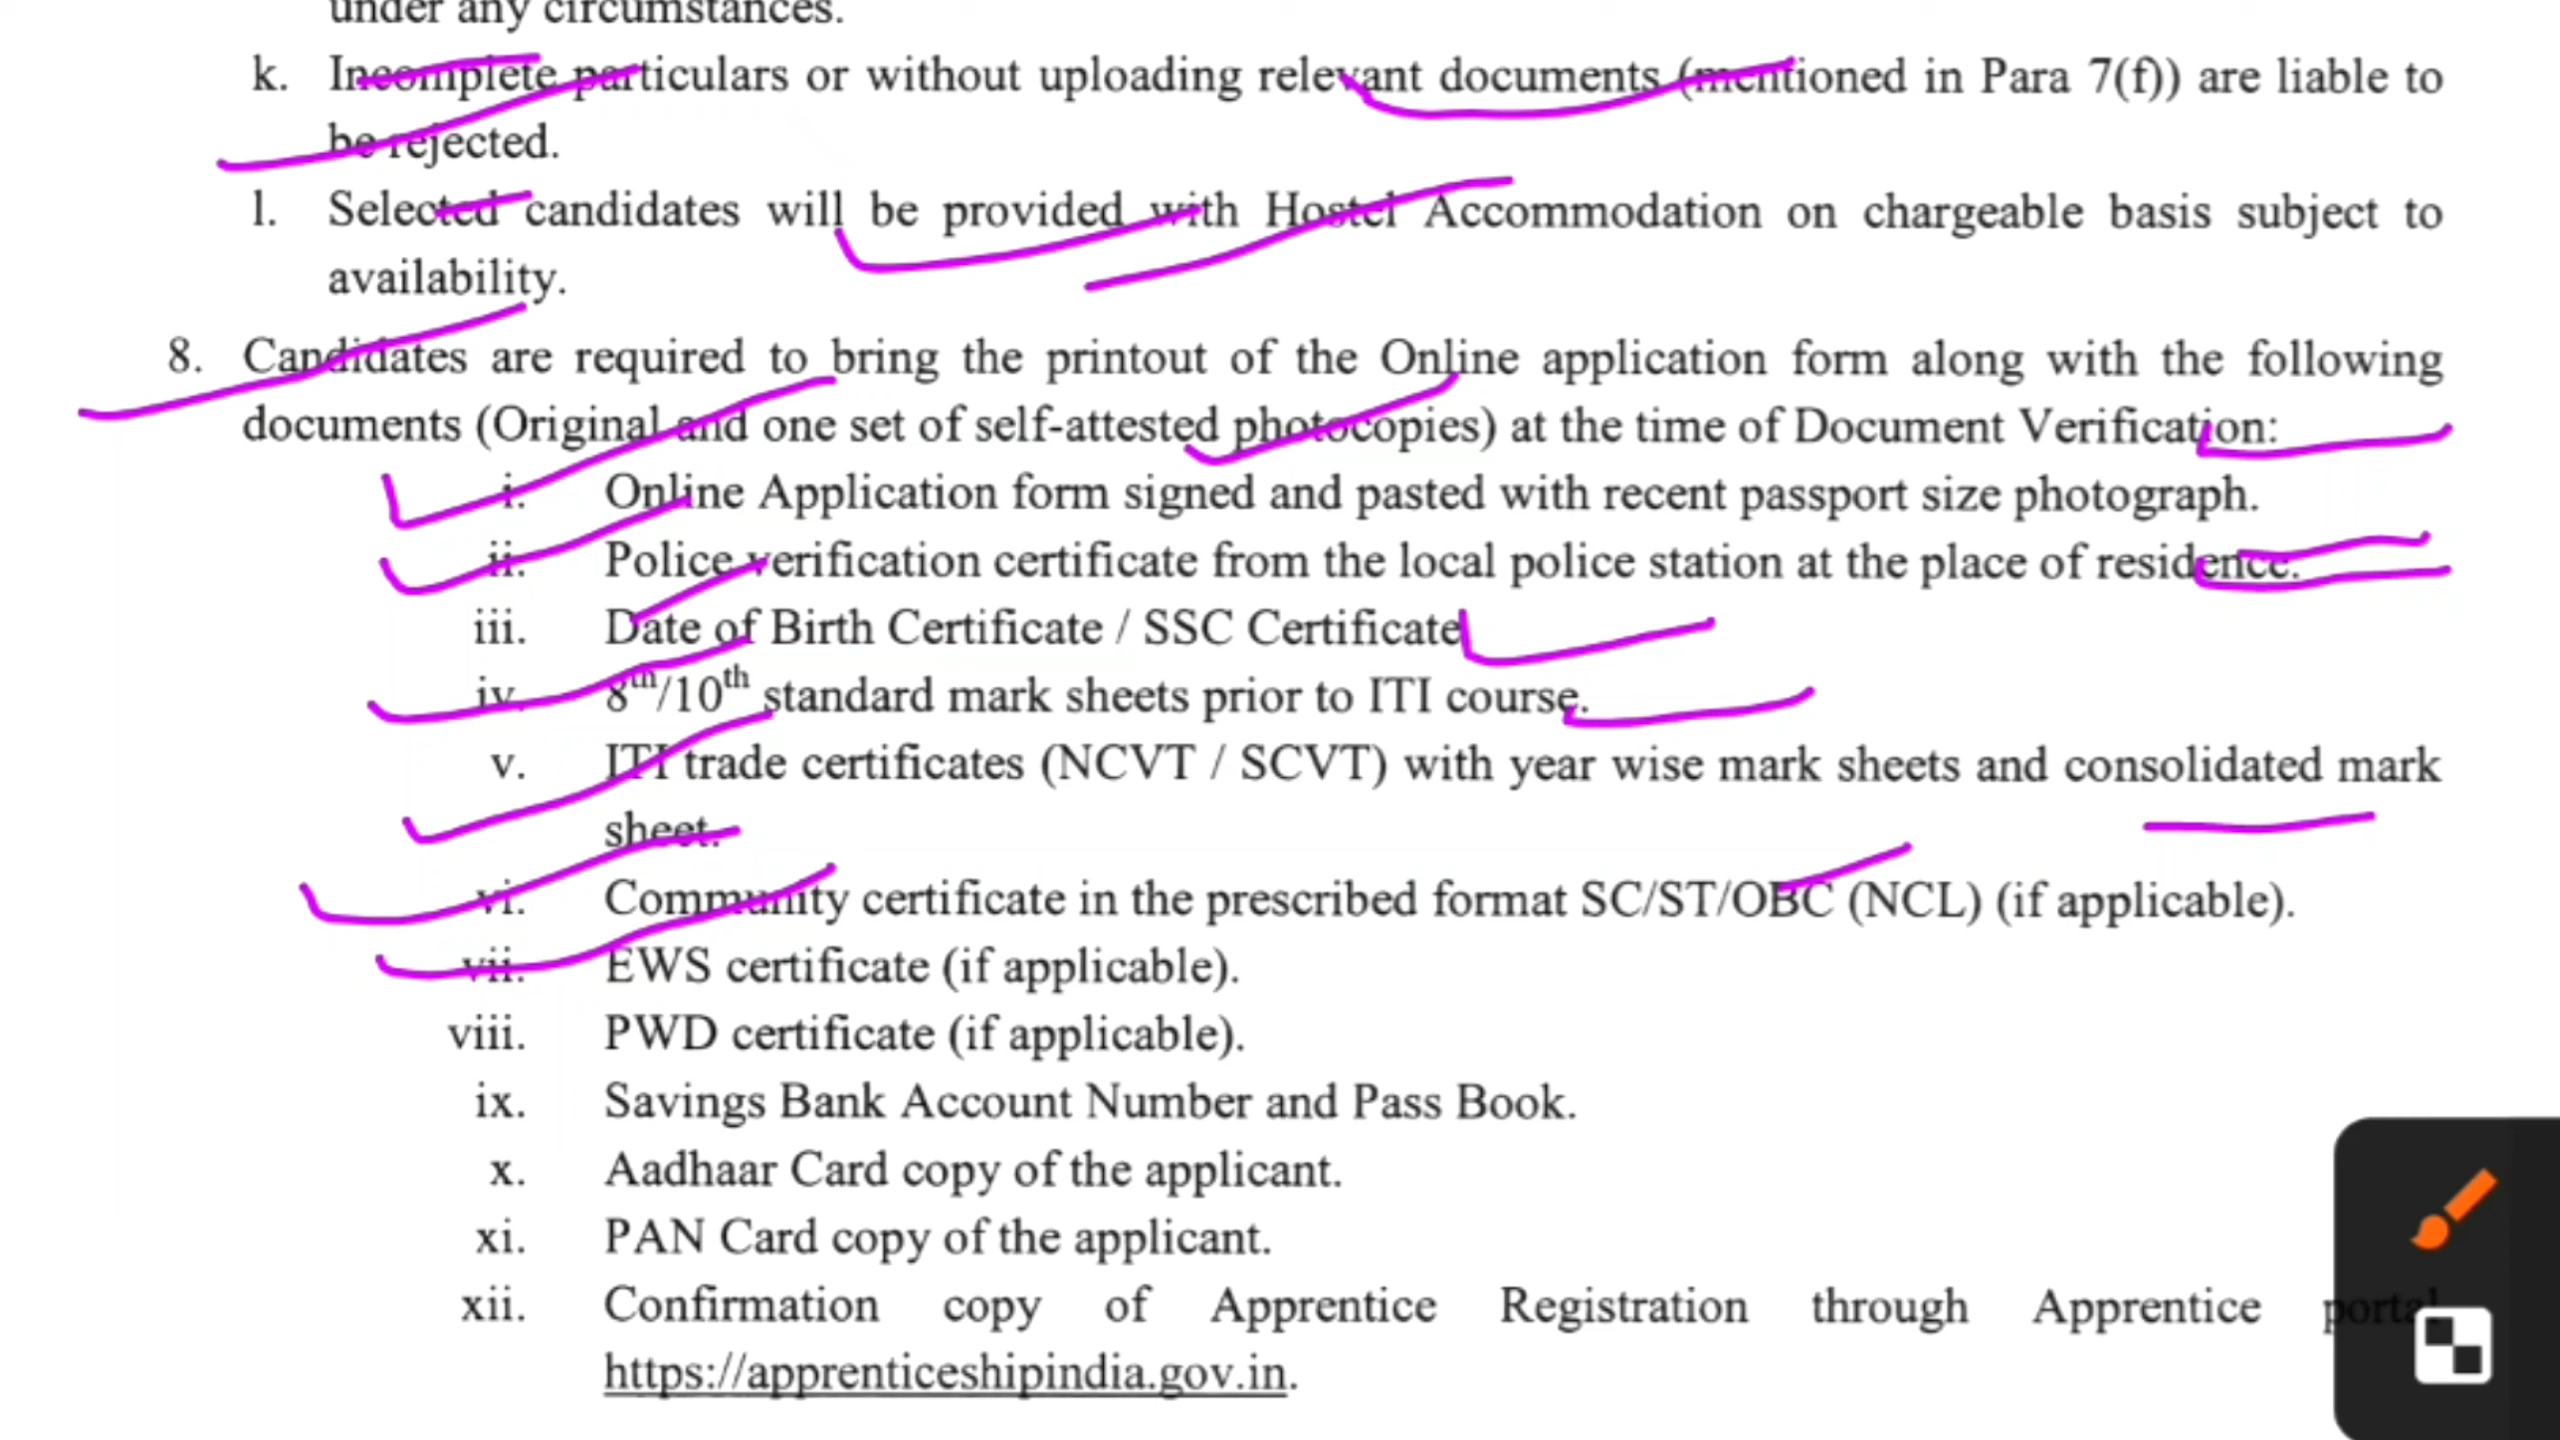 under any circumstances.
k. Incomplete particulars or without uploading relevant documents (mentioned in Para 7(f)) are liable to
be rejected.
l. Selected candidates will be provided with Hostel Accommodation on chargeable basis subject to
availability.
8. Candidates are required to bring the printout of the Online application form along with the following
documents (Original and one set of self-attested photocopies) at the time of Document Verification:
i. Online Application form signed and pasted with recent passport size photograph.
ii. Police verification certificate from the local police station at the place of residence.
iii. Date of Birth Certificate / SSC Certificate
iv. 8th/10th standard mark sheets prior to ITI course.
v. ITI trade certificates (NCVT / SCVT) with year wise mark sheets and consolidated mark
sheet.
vi. Community certificate in the prescribed format SC/ST/OBC (NCL) (if applicable).
vii. EWS certificate (if applicable).
viii. PWD certificate (if applicable).
ix. Savings Bank Account Number and Pass Book.
x. Aadhaar Card copy of the applicant.
xi. PAN Card copy of the applicant.
xii. Confirmation copy of Apprentice Registration through Apprentice portal
https://apprenticeshipindia.gov.in.